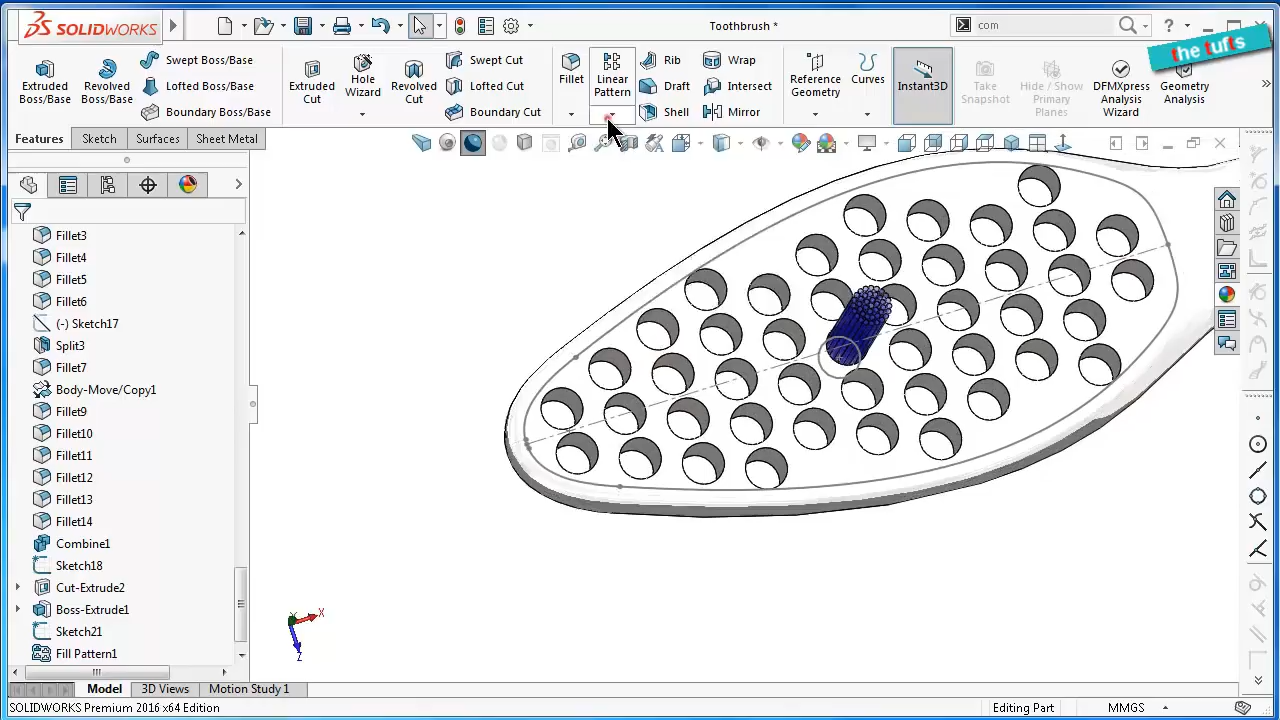 SOLIDWORKS
Toothbrush *
com
the tufts
Extruded Boss/Base
Revolved Boss/Base
Swept Boss/Base
Lofted Boss/Base
Boundary Boss/Base
Extruded Cut
Hole Wizard
Revolved Cut
Swept Cut
Lofted Cut
Boundary Cut
Fillet
Linear Pattern
Rib
Draft
Shell
Wrap
Intersect
Mirror
Reference Geometry
Curves
Instant3D
Take Snapshot
Hide / Show Primary Planes
DFMXpress Analysis Wizard
Geometry Analysis
Features
Sketch
Surfaces
Sheet Metal
Fillet3
Fillet4
Fillet5
Fillet6
(-) Sketch17
Split3
Fillet7
Body-Move/Copy1
Fillet9
Fillet10
Fillet11
Fillet12
Fillet13
Fillet14
Combine1
Sketch18
Cut-Extrude2
Boss-Extrude1
Sketch21
Fill Pattern1
X
Y
Z
Model
3D Views
Motion Study 1
SOLIDWORKS Premium 2016 x64 Edition
Editing Part
MMGS